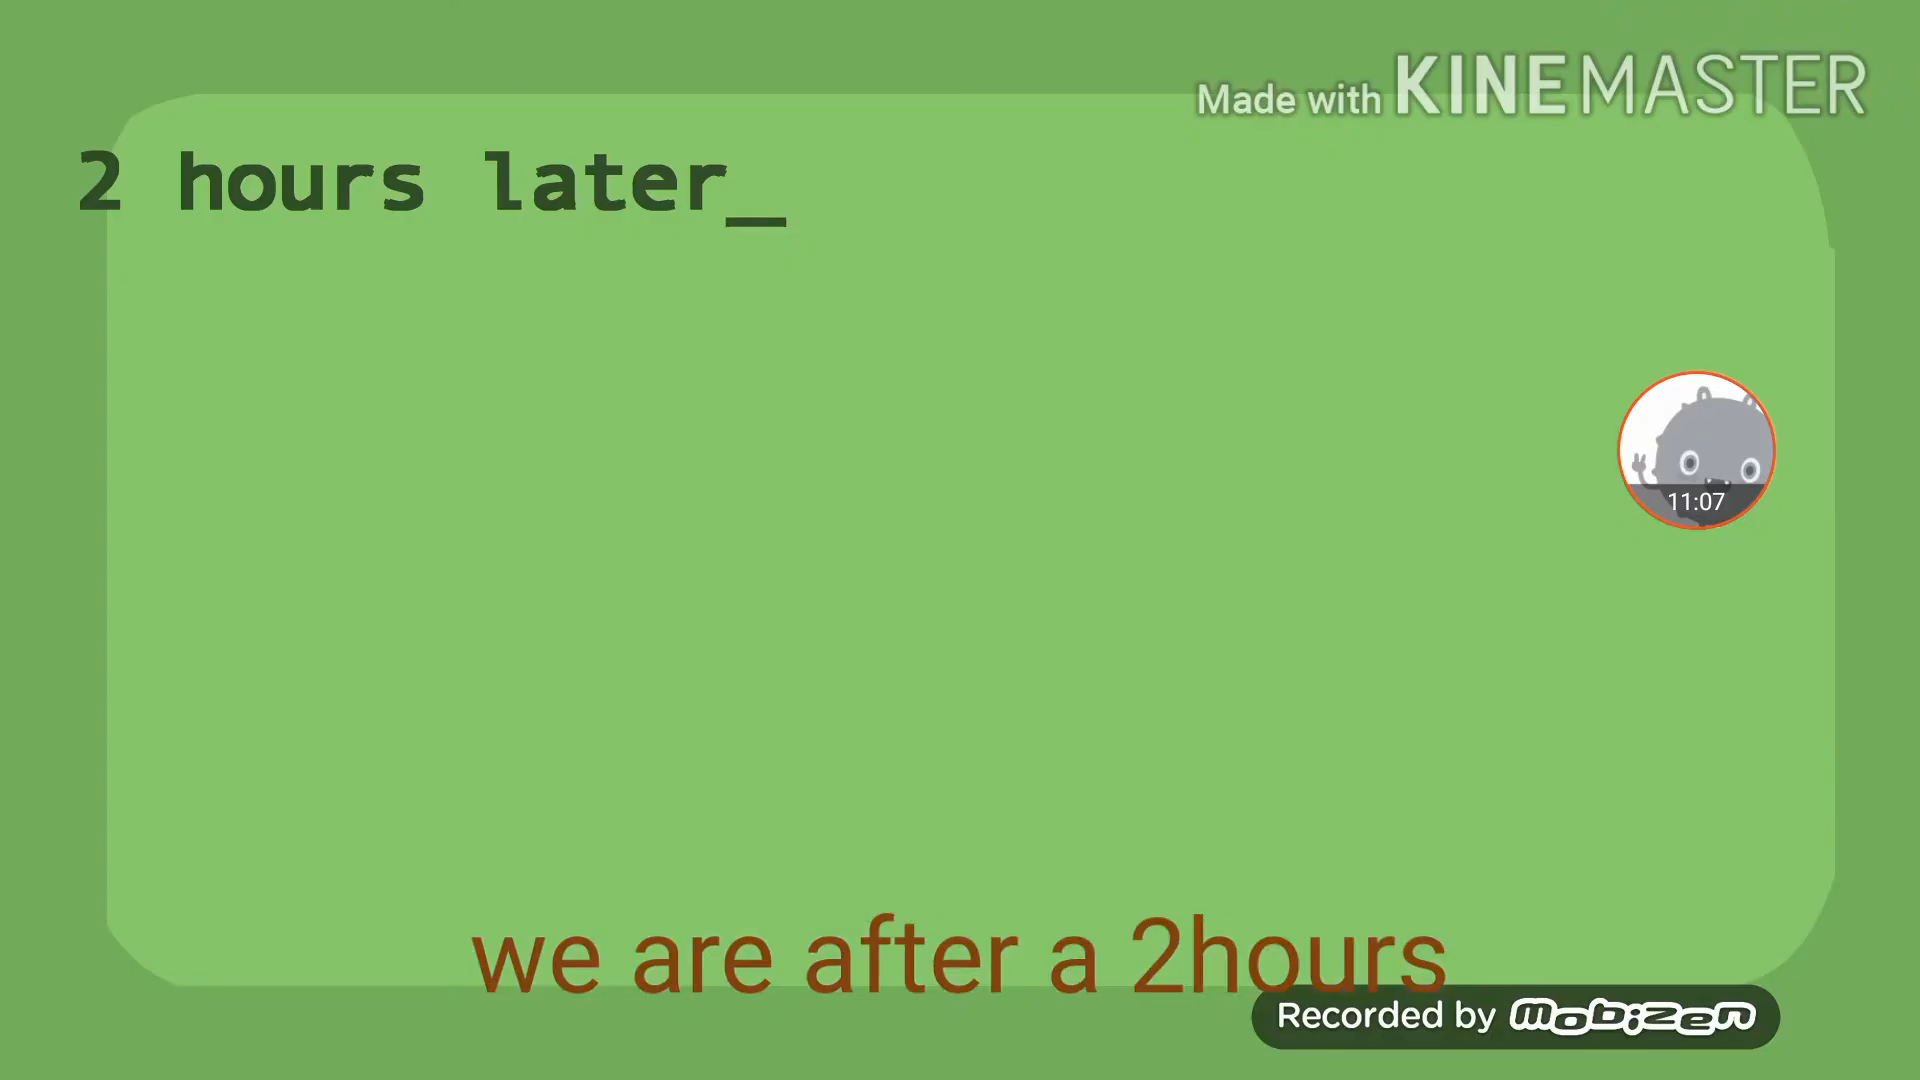 Made with KINEMASTER
2 hours later_
11:07
we are after a 2hours
Recorded by mobizen